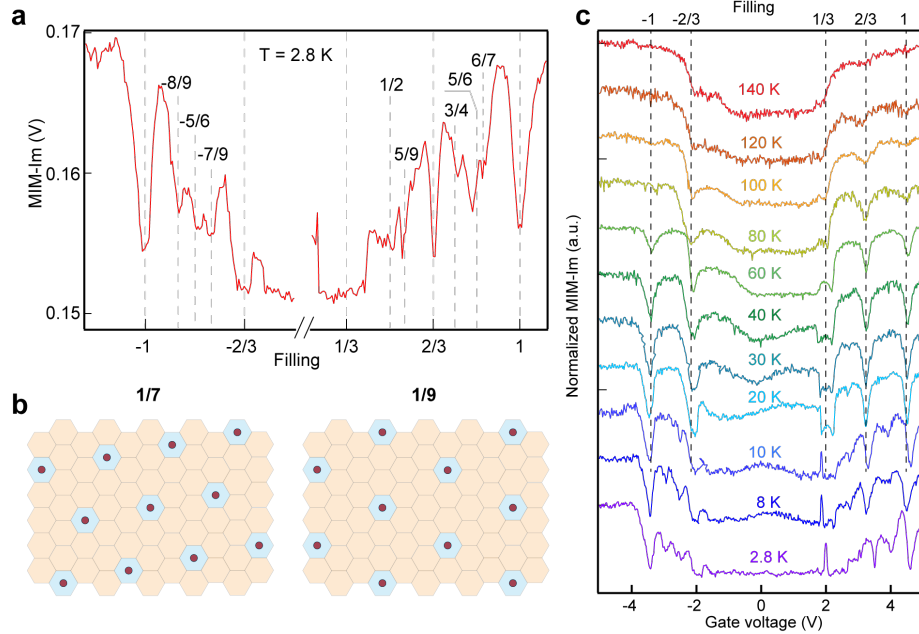 a
0.17
0.16
0.15
MIM-Im (V)
T = 2.8 K
-8/9
-5/6
-7/9
1/2
5/9
3/4
5/6
6/7
-1
-2/3
1/3
2/3
1
Filling
b
1/7
1/9
c
Filling
-1
-2/3
1/3
2/3
1
Normalized MIM-Im (a.u.)
140 K
120 K
100 K
80 K
60 K
40 K
30 K
20 K
10 K
8 K
2.8 K
-4
-2
0
2
4
Gate voltage (V)